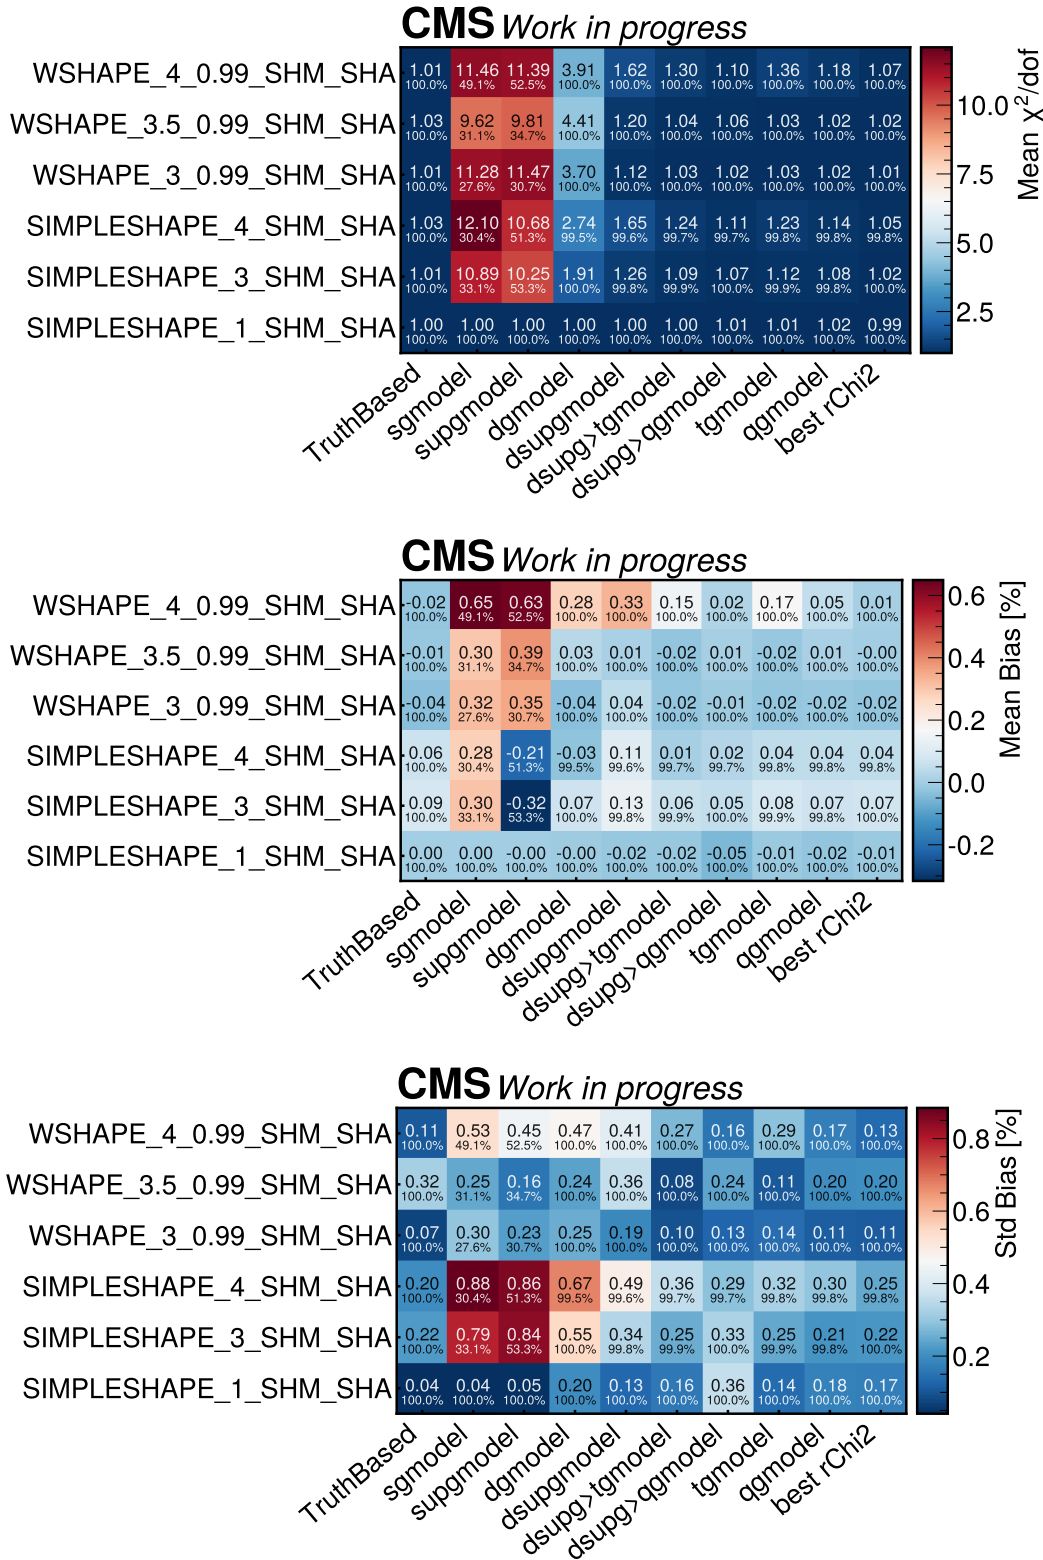 CMS Work in progress
WSHAPE_4_0.99_SHM_SHA 1.01 11.46 11.39 3.91 1.62 1.30 1.10 1.36 1.18 1.07
100.0% 49.1% 52.5% 100.0% 100.0% 100.0% 100.0% 100.0% 100.0% 100.0%
WSHAPE_3.5_0.99_SHM_SHA 1.03 9.62 9.81 4.41 1.20 1.04 1.06 1.03 1.02 1.02
100.0% 31.1% 34.7% 100.0% 100.0% 100.0% 100.0% 100.0% 100.0% 100.0%
WSHAPE_3_0.99_SHM_SHA 1.01 11.28 11.47 3.70 1.12 1.03 1.02 1.03 1.02 1.01
100.0% 27.6% 30.7% 100.0% 100.0% 100.0% 100.0% 100.0% 100.0% 100.0%
SIMPLESHAPE_4_SHM_SHA 1.03 12.10 10.68 2.74 1.65 1.24 1.11 1.23 1.14 1.05
100.0% 30.4% 51.3% 99.5% 99.6% 99.7% 99.7% 99.8% 99.8% 99.8%
SIMPLESHAPE_3_SHM_SHA 1.01 10.89 10.25 1.91 1.26 1.09 1.07 1.12 1.08 1.02
100.0% 33.1% 53.3% 100.0% 99.8% 99.9% 100.0% 99.9% 99.8% 100.0%
SIMPLESHAPE_1_SHM_SHA 1.00 1.00 1.00 1.00 1.00 1.00 1.01 1.01 1.02 0.99
100.0% 100.0% 100.0% 100.0% 100.0% 100.0% 100.0% 100.0% 100.0% 100.0%
TruthBased sgmodel supgmodel dgmodel dsupgmodel dsupg>tgmodel dsupg>qgmodel tgmodel qgmodel best rChi2
10.0
7.5
5.0
2.5
Mean χ²/dof
CMS Work in progress
WSHAPE_4_0.99_SHM_SHA -0.02 0.65 0.63 0.28 0.33 0.15 0.02 0.17 0.05 0.01
100.0% 49.1% 52.5% 100.0% 100.0% 100.0% 100.0% 100.0% 100.0% 100.0%
WSHAPE_3.5_0.99_SHM_SHA -0.01 0.30 0.39 0.03 0.01 -0.02 0.01 -0.02 0.01 -0.00
100.0% 31.1% 34.7% 100.0% 100.0% 100.0% 100.0% 100.0% 100.0% 100.0%
WSHAPE_3_0.99_SHM_SHA -0.04 0.32 0.35 -0.04 0.04 -0.02 -0.01 -0.02 -0.02 -0.02
100.0% 27.6% 30.7% 100.0% 100.0% 100.0% 100.0% 100.0% 100.0% 100.0%
SIMPLESHAPE_4_SHM_SHA 0.06 0.28 -0.21 -0.03 0.11 0.01 0.02 0.04 0.04 0.04
100.0% 30.4% 51.3% 99.5% 99.6% 99.7% 99.7% 99.8% 99.8% 99.8%
SIMPLESHAPE_3_SHM_SHA 0.09 0.30 -0.32 0.07 0.13 0.06 0.05 0.08 0.07 0.07
100.0% 33.1% 53.3% 100.0% 99.8% 99.9% 100.0% 99.9% 99.8% 100.0%
SIMPLESHAPE_1_SHM_SHA 0.00 0.00 -0.00 -0.00 -0.02 -0.02 -0.05 -0.01 -0.02 -0.01
100.0% 100.0% 100.0% 100.0% 100.0% 100.0% 100.0% 100.0% 100.0% 100.0%
TruthBased sgmodel supgmodel dgmodel dsupgmodel dsupg>tgmodel dsupg>qgmodel tgmodel qgmodel best rChi2
0.6
0.4
0.2
0.0
-0.2
Mean Bias [%]
CMS Work in progress
WSHAPE_4_0.99_SHM_SHA 0.11 0.53 0.45 0.47 0.41 0.27 0.16 0.29 0.17 0.13
100.0% 49.1% 52.5% 100.0% 100.0% 100.0% 100.0% 100.0% 100.0% 100.0%
WSHAPE_3.5_0.99_SHM_SHA 0.32 0.25 0.16 0.24 0.36 0.08 0.24 0.11 0.20 0.20
100.0% 31.1% 34.7% 100.0% 100.0% 100.0% 100.0% 100.0% 100.0% 100.0%
WSHAPE_3_0.99_SHM_SHA 0.07 0.30 0.23 0.25 0.19 0.10 0.13 0.14 0.11 0.11
100.0% 27.6% 30.7% 100.0% 100.0% 100.0% 100.0% 100.0% 100.0% 100.0%
SIMPLESHAPE_4_SHM_SHA 0.20 0.88 0.86 0.67 0.49 0.36 0.29 0.32 0.30 0.25
100.0% 30.4% 51.3% 99.5% 99.6% 99.7% 99.7% 99.8% 99.8% 99.8%
SIMPLESHAPE_3_SHM_SHA 0.22 0.79 0.84 0.55 0.34 0.25 0.33 0.25 0.21 0.22
100.0% 33.1% 53.3% 100.0% 99.8% 99.9% 100.0% 99.9% 99.8% 100.0%
SIMPLESHAPE_1_SHM_SHA 0.04 0.04 0.05 0.20 0.13 0.16 0.36 0.14 0.18 0.17
100.0% 100.0% 100.0% 100.0% 100.0% 100.0% 100.0% 100.0% 100.0% 100.0%
TruthBased sgmodel supgmodel dgmodel dsupgmodel dsupg>tgmodel dsupg>qgmodel tgmodel qgmodel best rChi2
0.8
0.6
0.4
0.2
Std Bias [%]